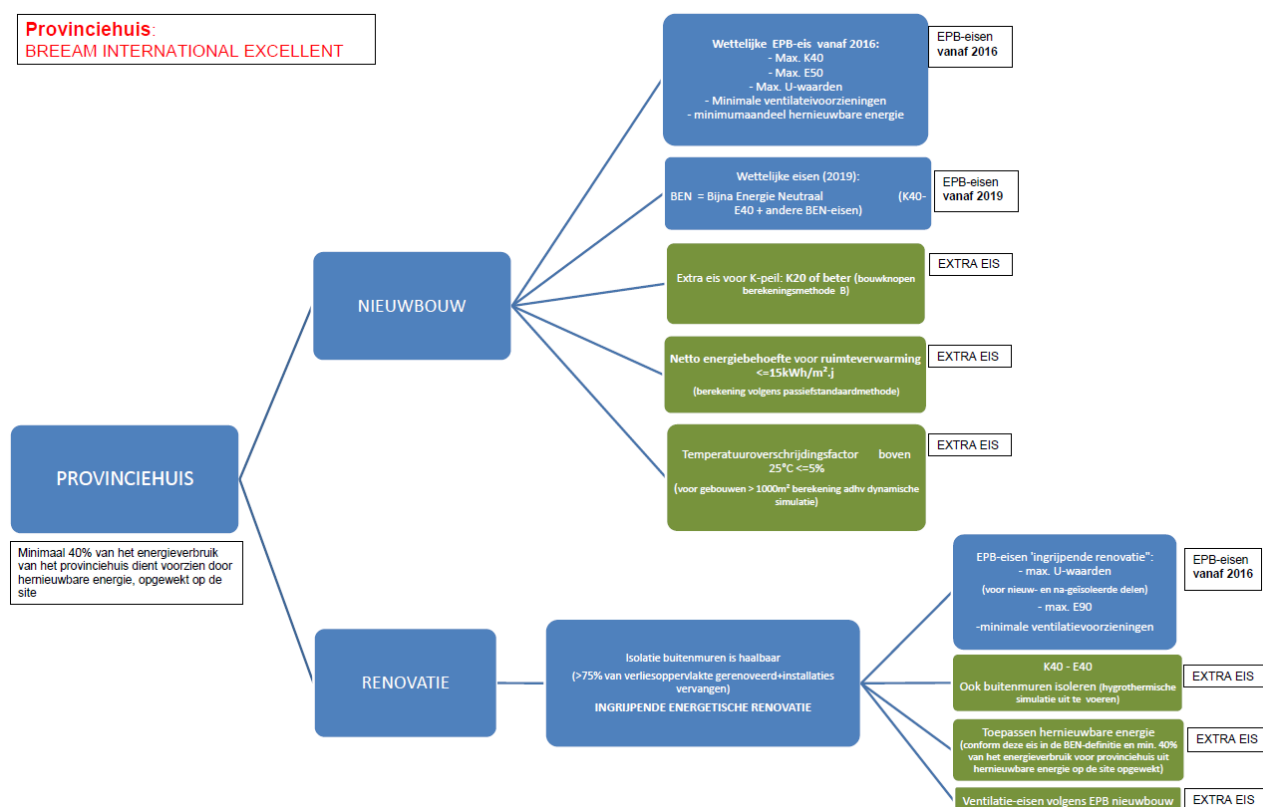 Provinciehuis:
BREEAM INTERNATIONAL EXCELLENT
Wettelijke EPB-eis vanaf 2016:
- Max. K40
- Max. E50
- Max. U-waarden
- Minimale ventilateivoorzieningen
- minimumaandeel hernieuwbare energie
EPB-eisen
vanaf 2016
Wettelijke eisen (2019):
BEN = Bijna Energie Neutraal (K40-
E40 + andere BEN-eisen)
EPB-eisen
vanaf 2019
Extra eis voor K-peil: K20 of beter (bouwknopen
berekeningsmethode B)
EXTRA EIS
NIEUWBOUW
Netto energiebehoefte voor ruimteverwarming
<=15kWh/m².j
(berekening volgens passiefstandaardmethode)
EXTRA EIS
Temperatuuroverschrijdingsfactor boven
25°C <=5%
(voor gebouwen > 1000m² berekening adhv dynamische
simulatie)
EXTRA EIS
PROVINCIEHUIS
Minimaal 40% van het energieverbruik
van het provinciehuis dient voorzien door
hernieuwbare energie, opgewekt op de
site
RENOVATIE
Isolatie buitenmuren is haalbaar
(>75% van verliesoppervlakte gerenoveerd+installaties
vervangen)
INGRIJPENDE ENERGETISCHE RENOVATIE
EPB-eisen 'ingrijpende renovatie":
- max. U-waarden
(voor nieuw- en na-geïsoleerde delen)
- max. E90
-minimale ventilatievoorzieningen
EPB-eisen
vanaf 2016
K40 - E40
Ook buitenmuren isoleren (hygrothermische
simulatie uit te voeren)
EXTRA EIS
Toepassen hernieuwbare energie
(conform deze eis in de BEN-definitie en min. 40%
van het energieverbruik voor provinciehuis uit
hernieuwbare energie op de site opgewekt)
EXTRA EIS
Ventilatie-eisen volgens EPB nieuwbouw
EXTRA EIS